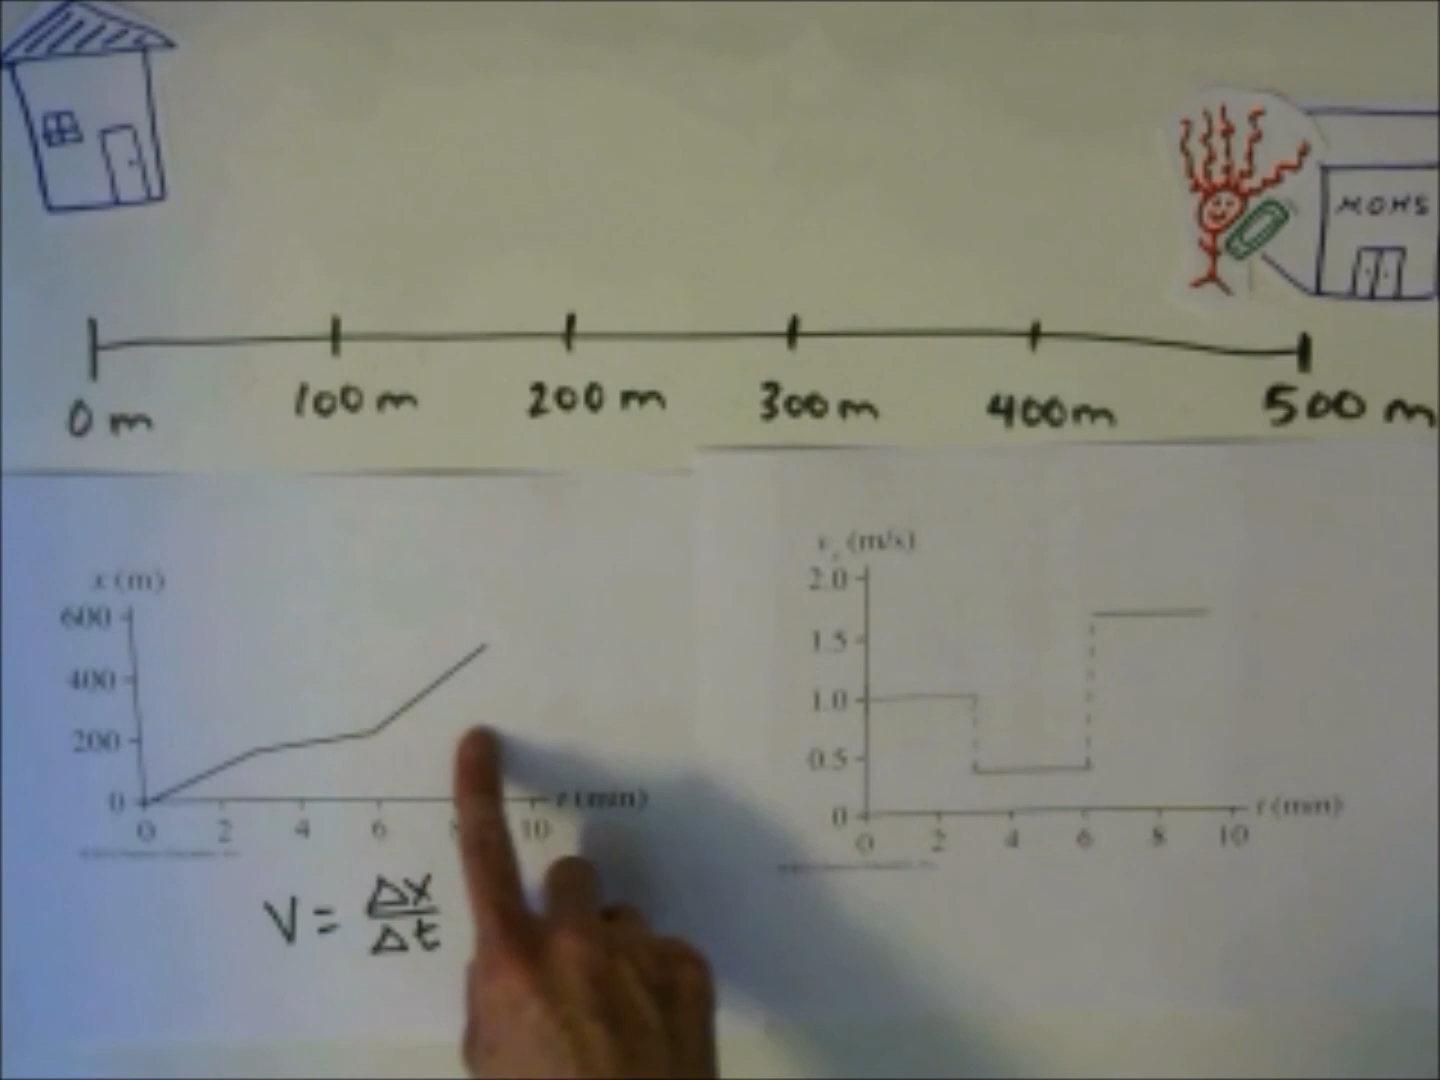 MOHS
0 m 100 m 200 m 300 m 400m 500 m
x (m)
600
400
200
0
0 2 4 6 8 10
t (min)
V = Δx
Δt
(m/s)
2.0
1.5
1.0
0.5
0
0 2 4 6 8 10
t (min)